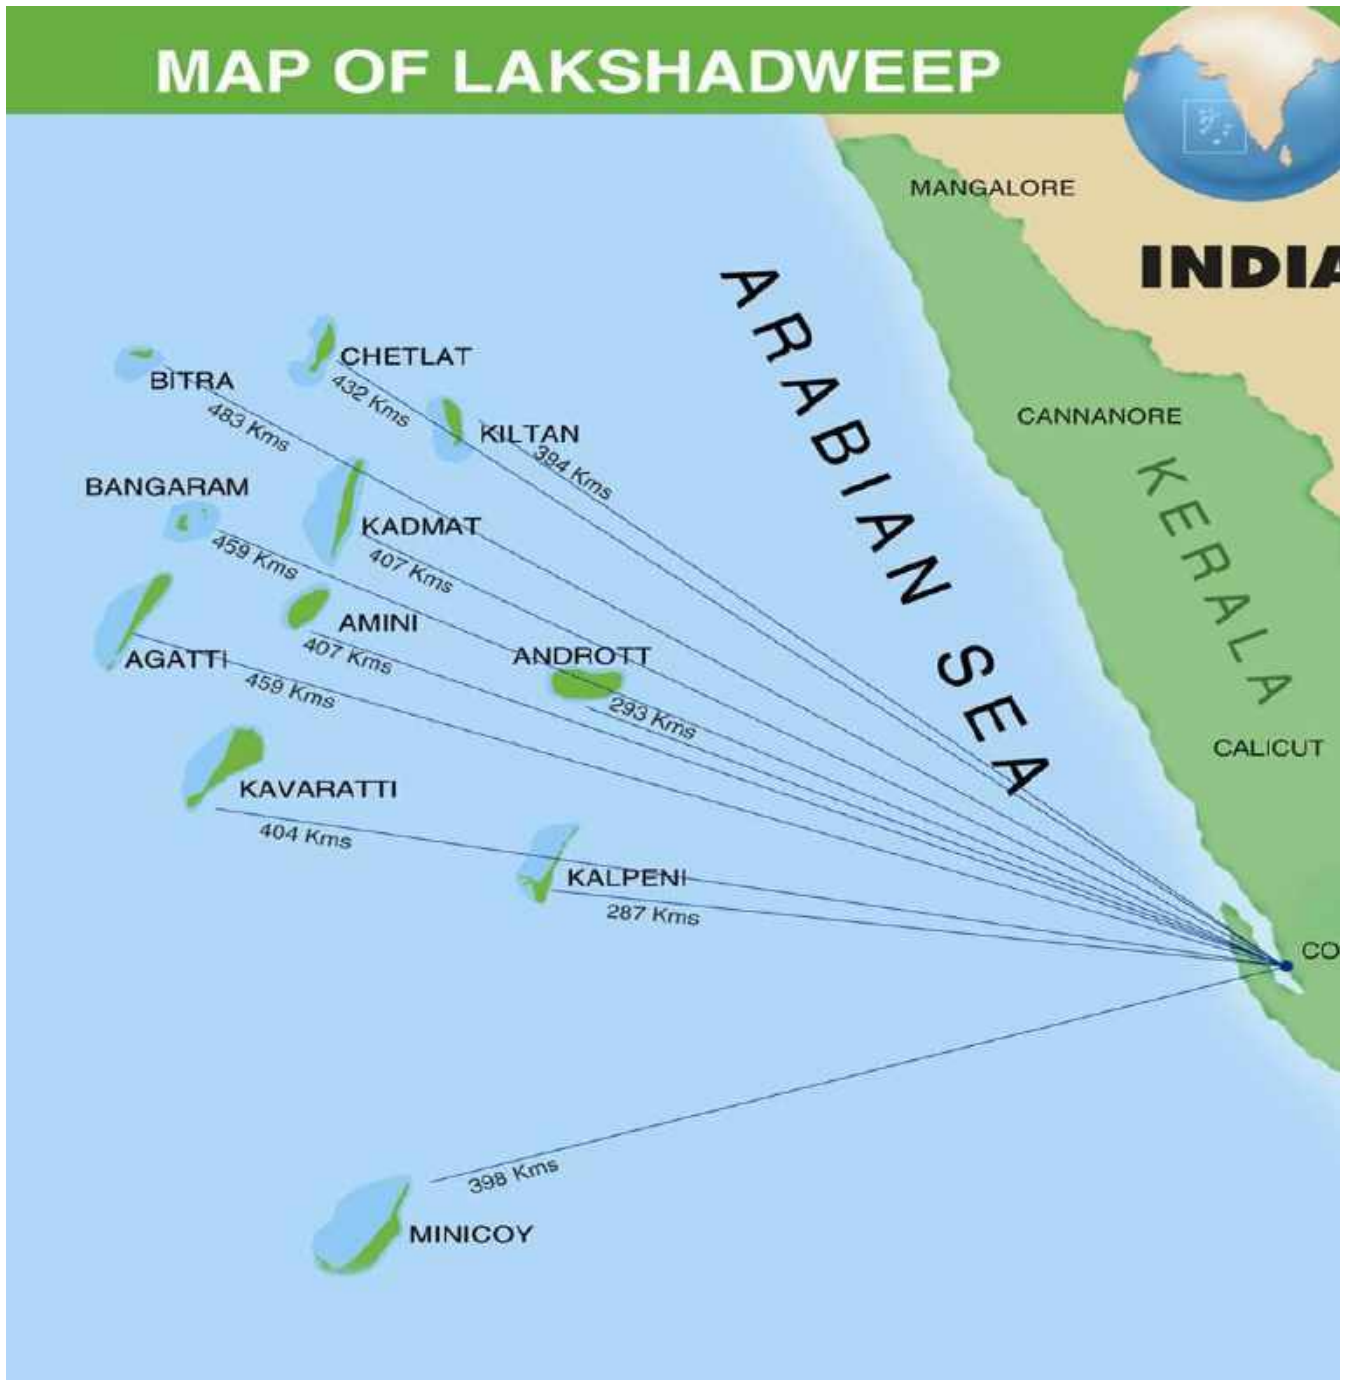 MAP OF LAKSHADWEEP
MANGALORE
INDIA
ARABIAN SEA
CHETLAT
432 Kms
BITRA
483 Kms
KILTAN
394 Kms
CANNANORE
KERALA
BANGARAM
459 Kms
KADMAT
407 Kms
AMINI
407 Kms
ANDROTT
293 Kms
AGATTI
459 Kms
CALICUT
KAVARATTI
404 Kms
KALPENI
287 Kms
CO
398 Kms
MINICOY